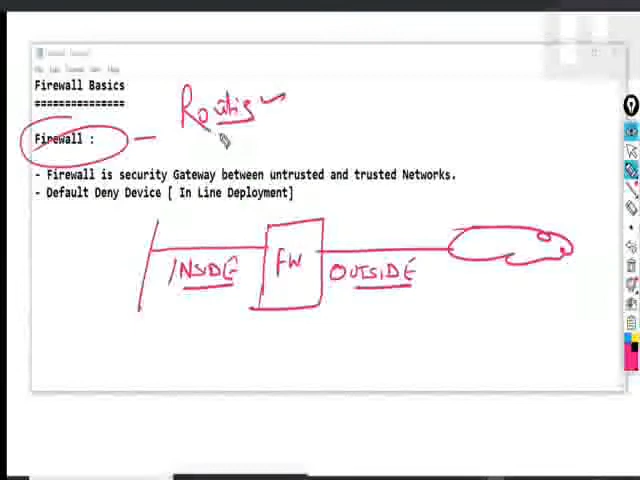 Firewall Basics
===============
Routig
Firewall :
- Firewall is security Gateway between untrusted and trusted Networks.
- Default Deny Device [ In Line Deployment]
INSIDE FW OUTSIDE